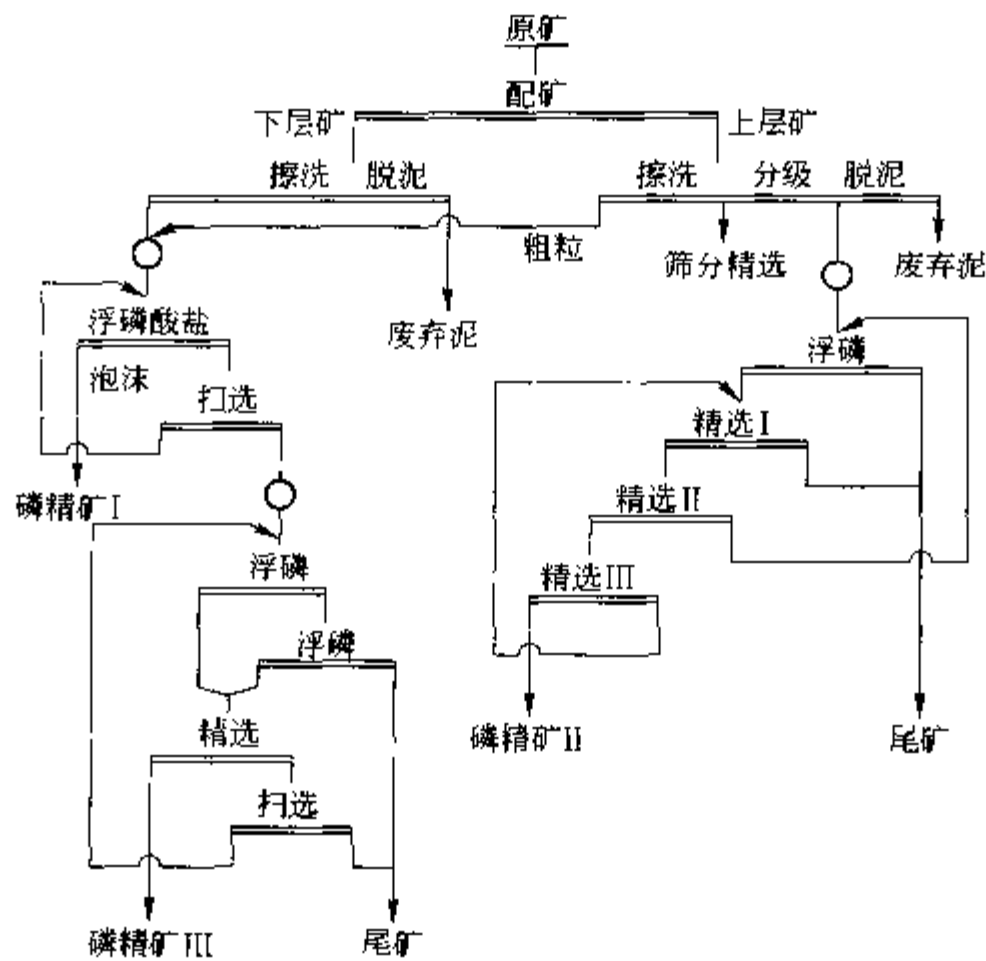 原矿
配矿
下层矿
上层矿
擦洗 脱泥
擦洗 分级 脱泥
粗粒
筛分精选
废弃泥
浮磷酸盐
废弃泥
浮磷
泡沫
扫选
精选I
磷精矿I
精选II
浮磷
精选III
浮磷
精选
磷精矿II
尾矿
扫选
磷精矿III
尾矿